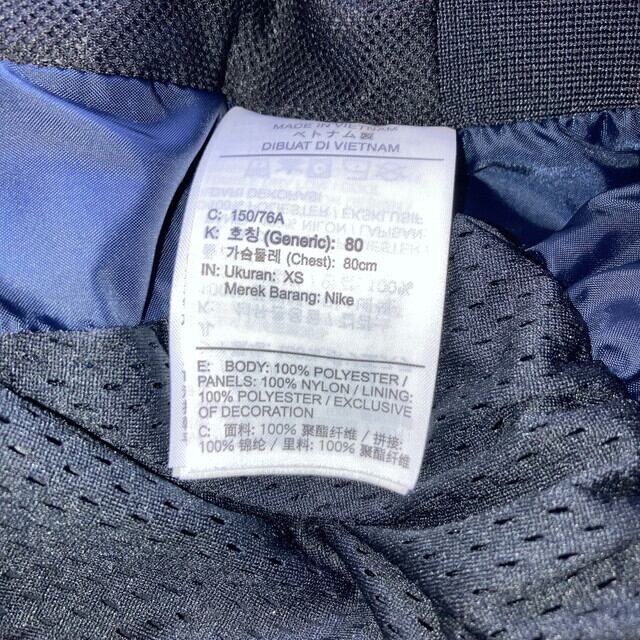 MADE IN VIETNAM
ベトナム製
DIBUAT DI VIETNAM
C: 150/76A
K: 호칭 (Generic): 80
가슴둘레 (Chest): 80cm
IN: Ukuran: XS
Merek Barang: Nike
E: BODY: 100% POLYESTER /
PANELS: 100% NYLON / LINING:
100% POLYESTER / EXCLUSIVE
OF DECORATION
C: 面料: 100% 聚酯纤维 / 拼接:
100% 锦纶 / 里料: 100% 聚酯纤维